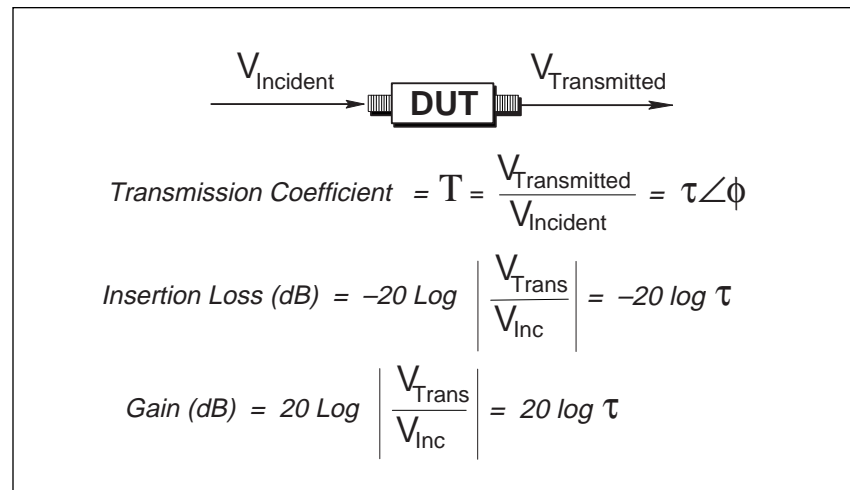 V_Incident DUT V_Transmitted
Transmission Coefficient = T = V_Transmitted / V_Incident = τ∠ϕ
Insertion Loss (dB) = –20 Log | V_Trans / V_Inc | = –20 log τ
Gain (dB) = 20 Log | V_Trans / V_Inc | = 20 log τ